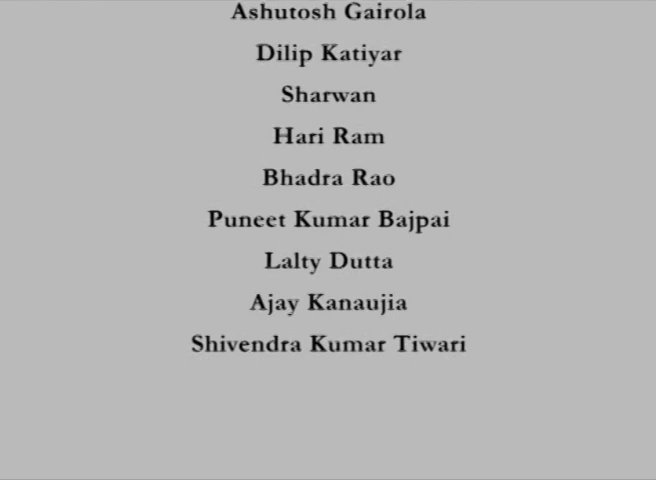 Ashutosh Gairola
Dilip Katiyar
Sharwan
Hari Ram
Bhadra Rao
Puneet Kumar Bajpai
Lalty Dutta
Ajay Kanaujia
Shivendra Kumar Tiwari